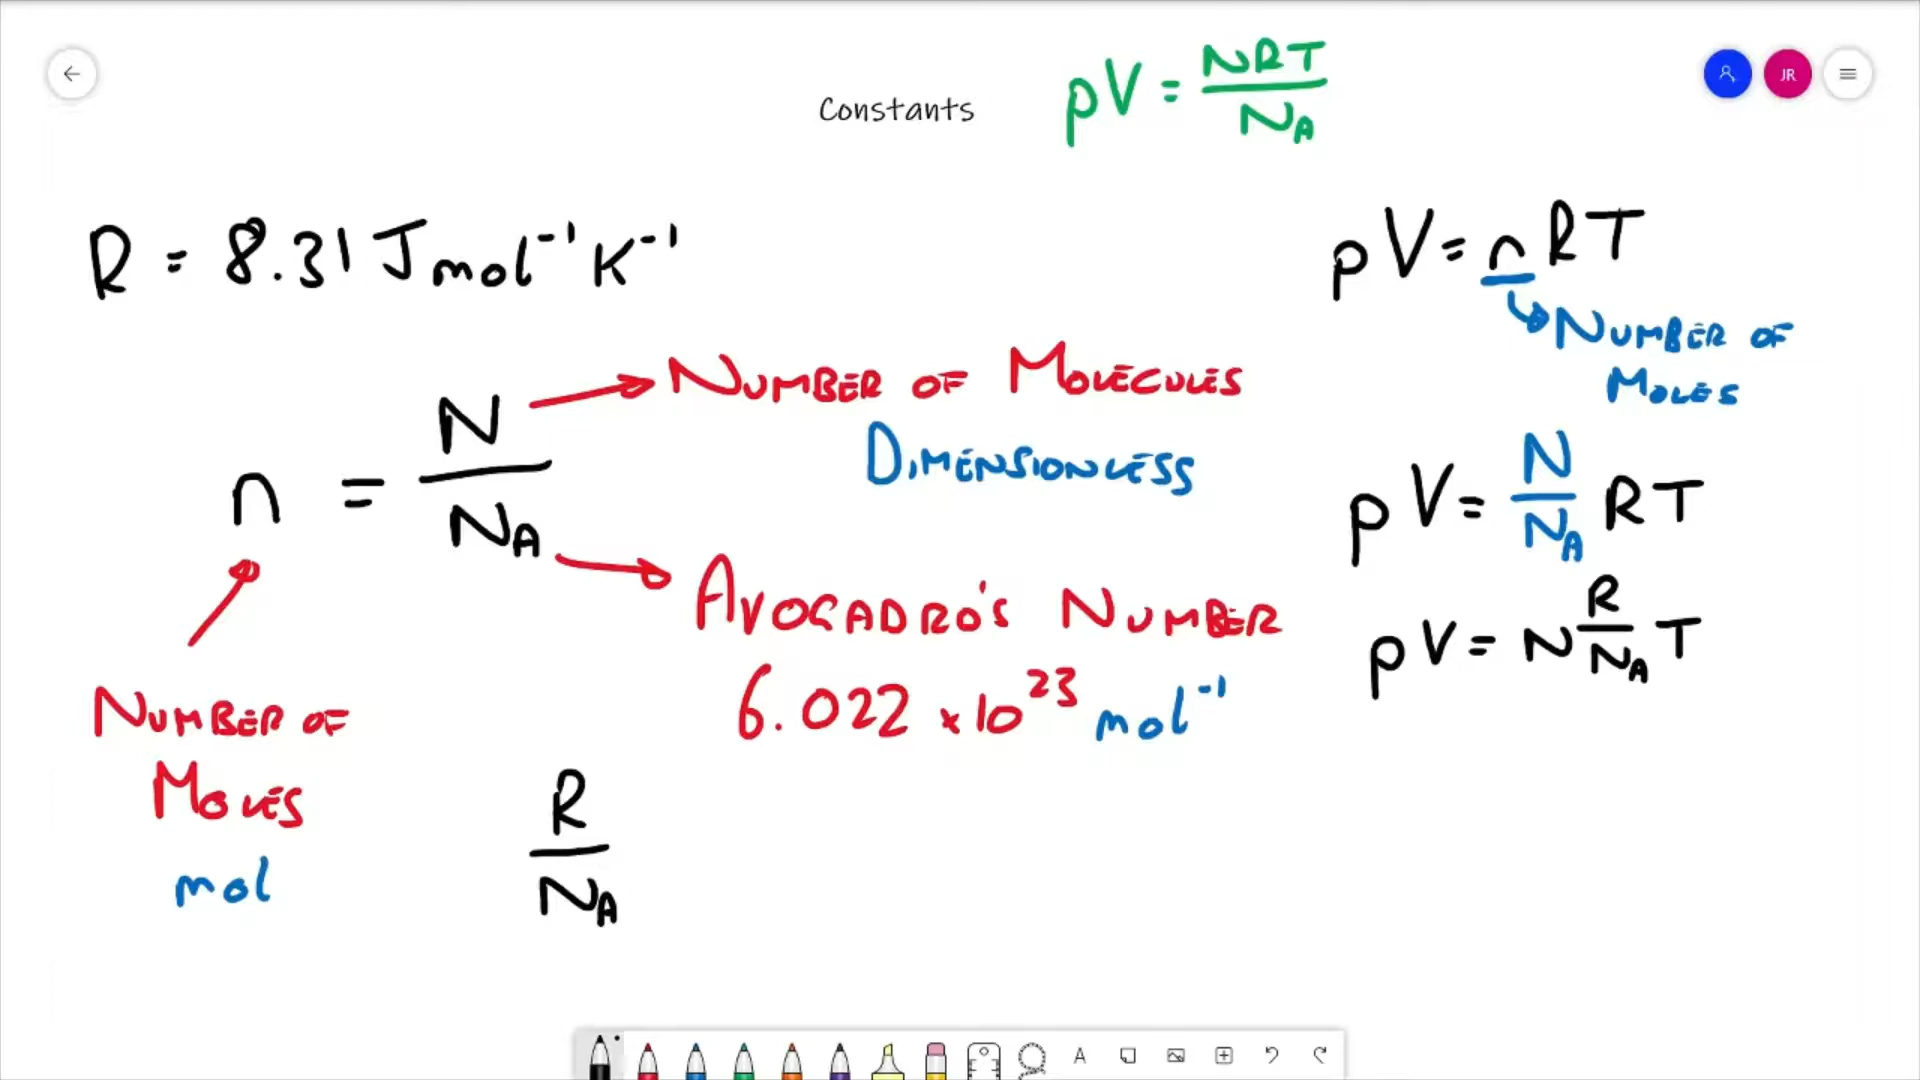 Constants
pV = NRT / N_A
JR
R = 8.31 J mol⁻¹ K⁻¹
pV = nRT
NUMBER OF
MOLES
n = N / N_A
NUMBER OF MOLECULES
DIMENSIONLESS
pV = N / N_A RT
AVOGADRO'S NUMBER
6.022 × 10²³ mol⁻¹
pV = N R / N_A T
NUMBER OF
MOLES
mol
R / N_A
A